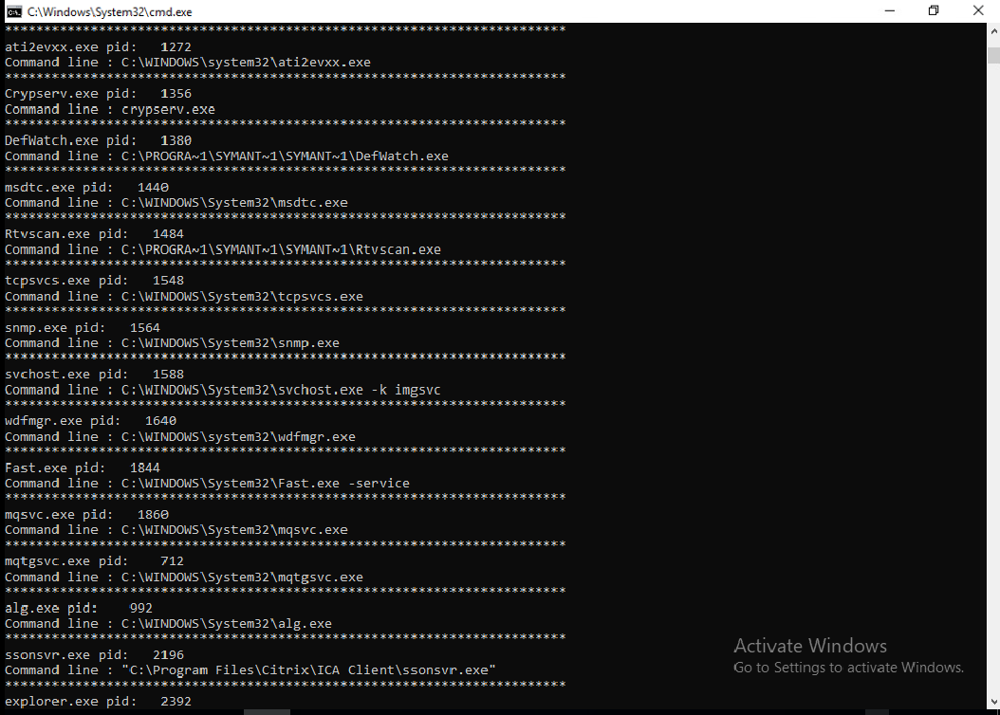 C:\Windows\System32\cmd.exe
************************************************************************
ati2evxx.exe pid:   1272
Command line : C:\WINDOWS\system32\ati2evxx.exe
************************************************************************
Crypserv.exe pid:   1356
Command line : crypserv.exe
************************************************************************
DefWatch.exe pid:   1380
Command line : C:\PROGRA~1\SYMANT~1\SYMANT~1\DefWatch.exe
************************************************************************
msdtc.exe pid:   1440
Command line : C:\WINDOWS\System32\msdtc.exe
************************************************************************
Rtvscan.exe pid:   1484
Command line : C:\PROGRA~1\SYMANT~1\SYMANT~1\Rtvscan.exe
************************************************************************
tcpsvcs.exe pid:   1548
Command line : C:\WINDOWS\System32\tcpsvcs.exe
************************************************************************
snmp.exe pid:   1564
Command line : C:\WINDOWS\System32\snmp.exe
************************************************************************
svchost.exe pid:   1588
Command line : C:\WINDOWS\System32\svchost.exe -k imgsvc
************************************************************************
wdfmgr.exe pid:   1640
Command line : C:\WINDOWS\system32\wdfmgr.exe
************************************************************************
Fast.exe pid:   1844
Command line : C:\WINDOWS\System32\Fast.exe -service
************************************************************************
mqsvc.exe pid:   1860
Command line : C:\WINDOWS\System32\mqsvc.exe
************************************************************************
mqtgsvc.exe pid:    712
Command line : C:\WINDOWS\System32\mqtgsvc.exe
************************************************************************
alg.exe pid:    992
Command line : C:\WINDOWS\System32\alg.exe
************************************************************************
ssonsvr.exe pid:   2196
Command line : "C:\Program Files\Citrix\ICA Client\ssonsvr.exe"
************************************************************************
explorer.exe pid:   2392
Activate Windows
Go to Settings to activate Windows.